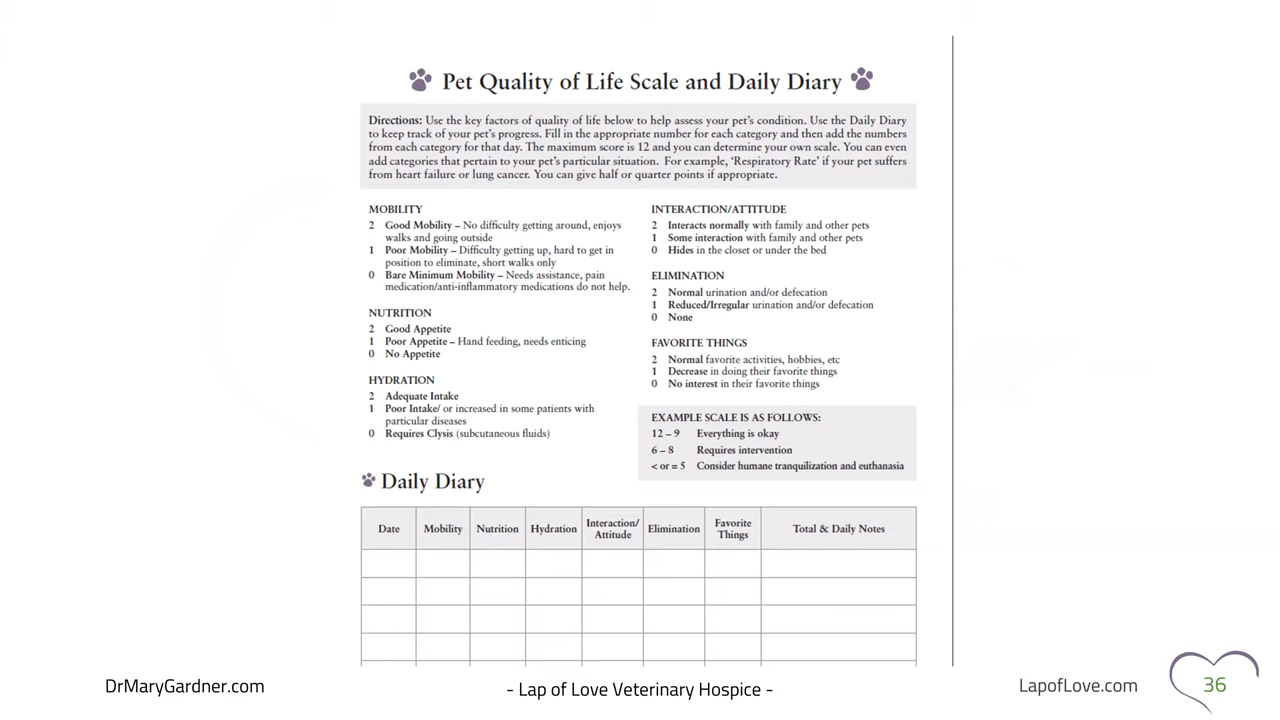 Pet Quality of Life Scale and Daily Diary
Directions: Use the key factors of quality of life below to help assess your pet's condition. Use the Daily Diary
to keep track of your pet's progress. Fill in the appropriate number for each category and then add the numbers
from each category for that day. The maximum score is 12 and you can determine your own scale. You can even
add categories that pertain to your pet's particular situation. For example, 'Respiratory Rate' if your pet suffers
from heart failure or lung cancer. You can give half or quarter points if appropriate.
MOBILITY
2 Good Mobility – No difficulty getting around, enjoys
walks and going outside
1 Poor Mobility – Difficulty getting up, hard to get in
position to eliminate, short walks only
0 Bare Minimum Mobility – Needs assistance, pain
medication/anti-inflammatory medications do not help.
NUTRITION
2 Good Appetite
1 Poor Appetite – Hand feeding, needs enticing
0 No Appetite
HYDRATION
2 Adequate Intake
1 Poor Intake/ or increased in some patients with
particular diseases
0 Requires Clysis (subcutaneous fluids)
INTERACTION/ATTITUDE
2 Interacts normally with family and other pets
1 Some interaction with family and other pets
0 Hides in the closet or under the bed
ELIMINATION
2 Normal urination and/or defecation
1 Reduced/Irregular urination and/or defecation
0 None
FAVORITE THINGS
2 Normal favorite activities, hobbies, etc
1 Decrease in doing their favorite things
0 No interest in their favorite things
EXAMPLE SCALE IS AS FOLLOWS:
12 – 9 Everything is okay
6 – 8 Requires intervention
< or = 5 Consider humane tranquilization and euthanasia
Daily Diary
Date Mobility Nutrition Hydration Interaction/ Attitude Elimination Favorite Things Total & Daily Notes
DrMaryGardner.com
- Lap of Love Veterinary Hospice -
LapofLove.com
36